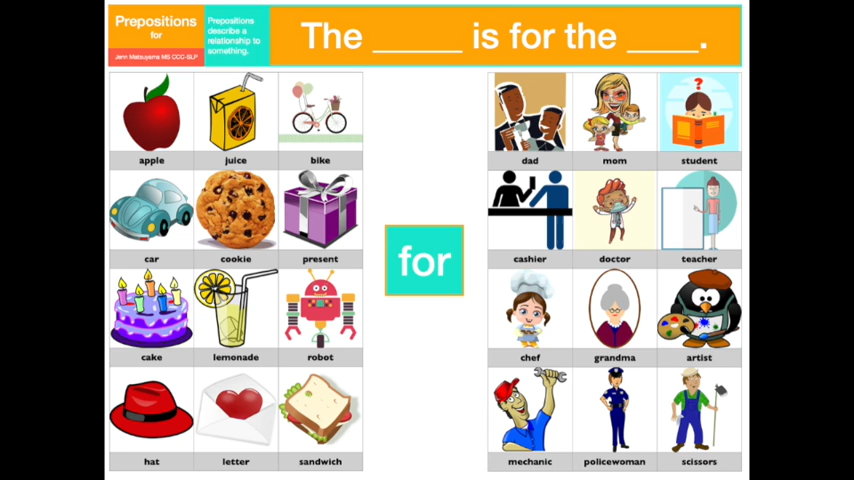 Prepositions
for
Jann Matsuyama MS CCC-SLP
Prepositions
describe a
relationship to
something.
The _____ is for the ____.
apple juice bike
dad mom student
car cookie present
for
cashier doctor teacher
cake lemonade robot
chef grandma artist
hat letter sandwich
mechanic policewoman scissors
?